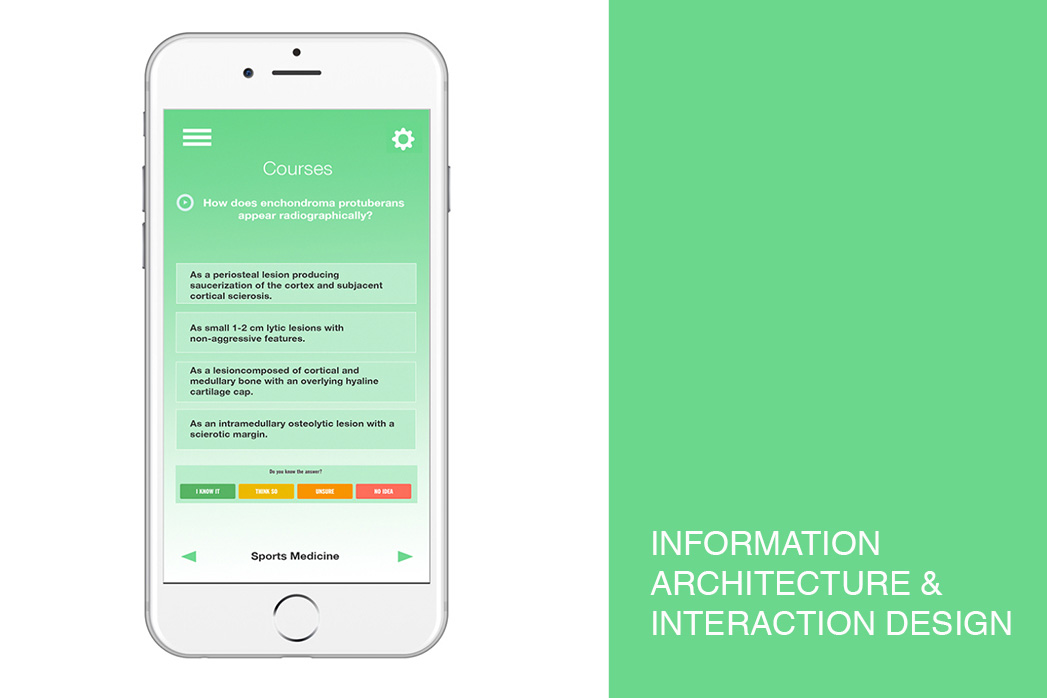 Courses
How does enchondroma protuberans
appear radiographically?
As a periosteal lesion producing
saucerization of the cortex and subjacent
cortical scierosis.
As small 1-2 cm lytic lesions with
non-aggressive features.
As a lesioncomposed of cortical and
medullary bone with an overlying hyaline
cartilage cap.
As an intramedullary osteolytic lesion with a
scierotic margin.
Do you know the answer?
I KNOW IT THINK SO UNSURE NO IDEA
Sports Medicine
INFORMATION
ARCHITECTURE &
INTERACTION DESIGN